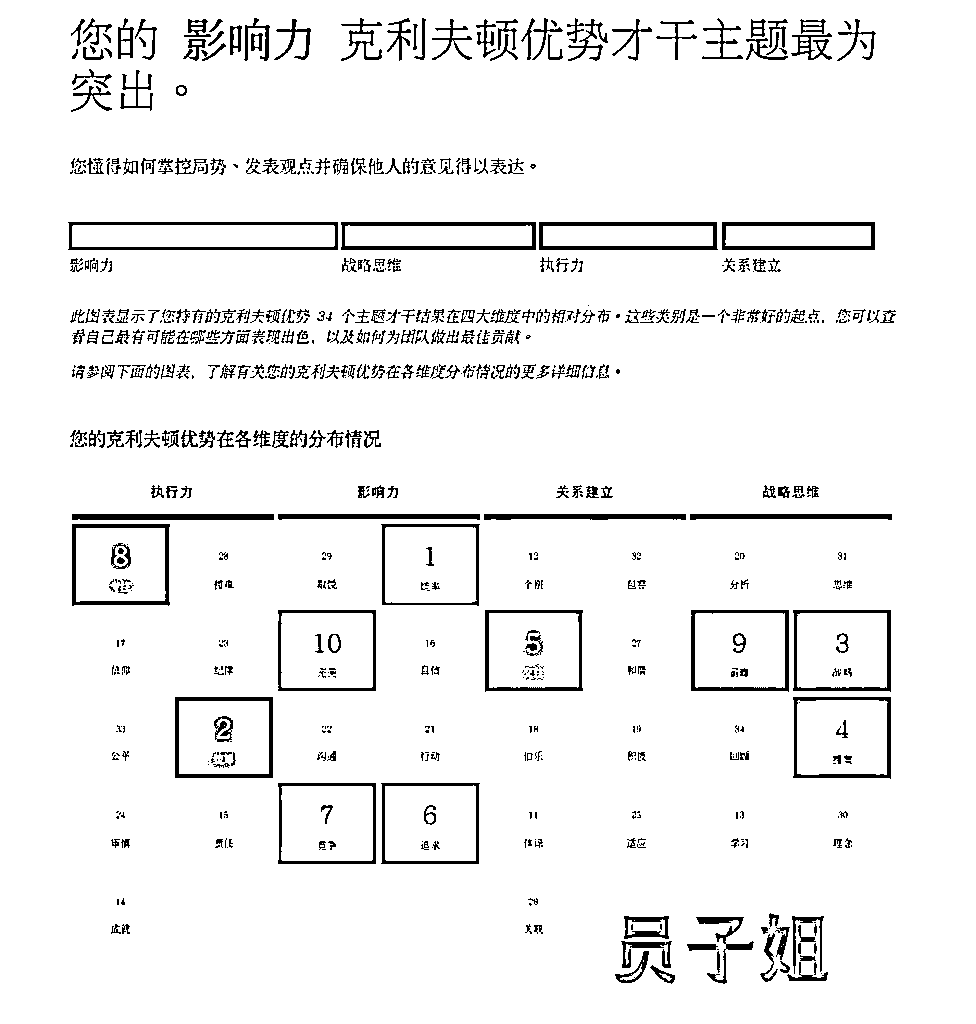 您的 影响力 克利夫顿优势才干主题最为
突出。
您懂得如何掌控局势、发表观点并确保他人的意见得以表达。
影响力 战略思维 执行力 关系建立
此图表显示了您特有的克利夫顿优势 34 个主题才干结果在四大维度中的相对分布。这些类别是一个非常好的起点，您可以查
看自己最有可能在哪些方面表现出色，以及如何为团队做出最佳贡献。
请参阅下面的图表，了解有关您的克利夫顿优势在各维度分布情况的更多详细信息。
您的克利夫顿优势在各维度的分布情况
执行力 影响力 关系建立 战略思维
8 28 29 1 12 32 20 31
取悦 统率 个别 包容 分析 思维
17 23 10 16 5 27 9 3
信仰 纪律 完美 自信 和谐 前瞻 战略
33 2 22 21 18 19 34 4
公平 沟通 行动 伯乐 积极 回顾 搜集
24 15 7 6 11 25 13 30
审慎 责任 竞争 追求 体谅 适应 学习 理念
14
成就 关联
员子姐